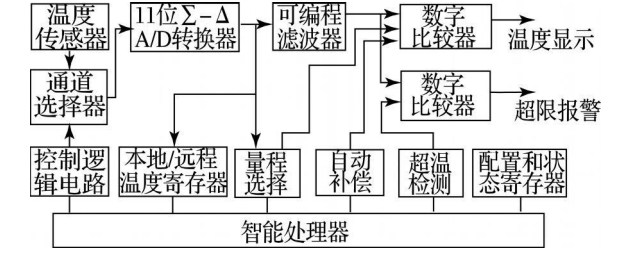 温度
传感器
11位Σ−Δ
A/D转换器
可编程
滤波器
数字
比较器
温度显示
通道
选择器
数字
比较器
超限报警
控制逻
辑电路
本地/远程
温度寄存器
量程
选择
自动
补偿
超温
检测
配置和状
态寄存器
智能处理器